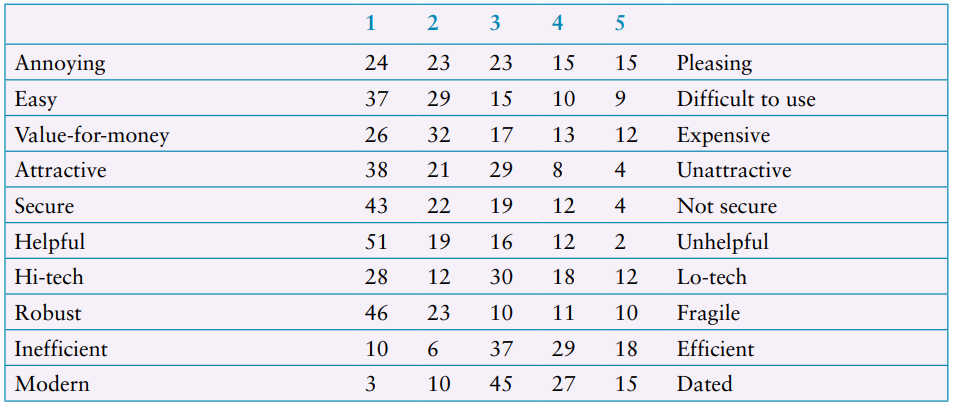 1 2 3 4 5
Annoying 24 23 23 15 15 Pleasing
Easy 37 29 15 10 9 Difficult to use
Value-for-money 26 32 17 13 12 Expensive
Attractive 38 21 29 8 4 Unattractive
Secure 43 22 19 12 4 Not secure
Helpful 51 19 16 12 2 Unhelpful
Hi-tech 28 12 30 18 12 Lo-tech
Robust 46 23 10 11 10 Fragile
Inefficient 10 6 37 29 18 Efficient
Modern 3 10 45 27 15 Dated